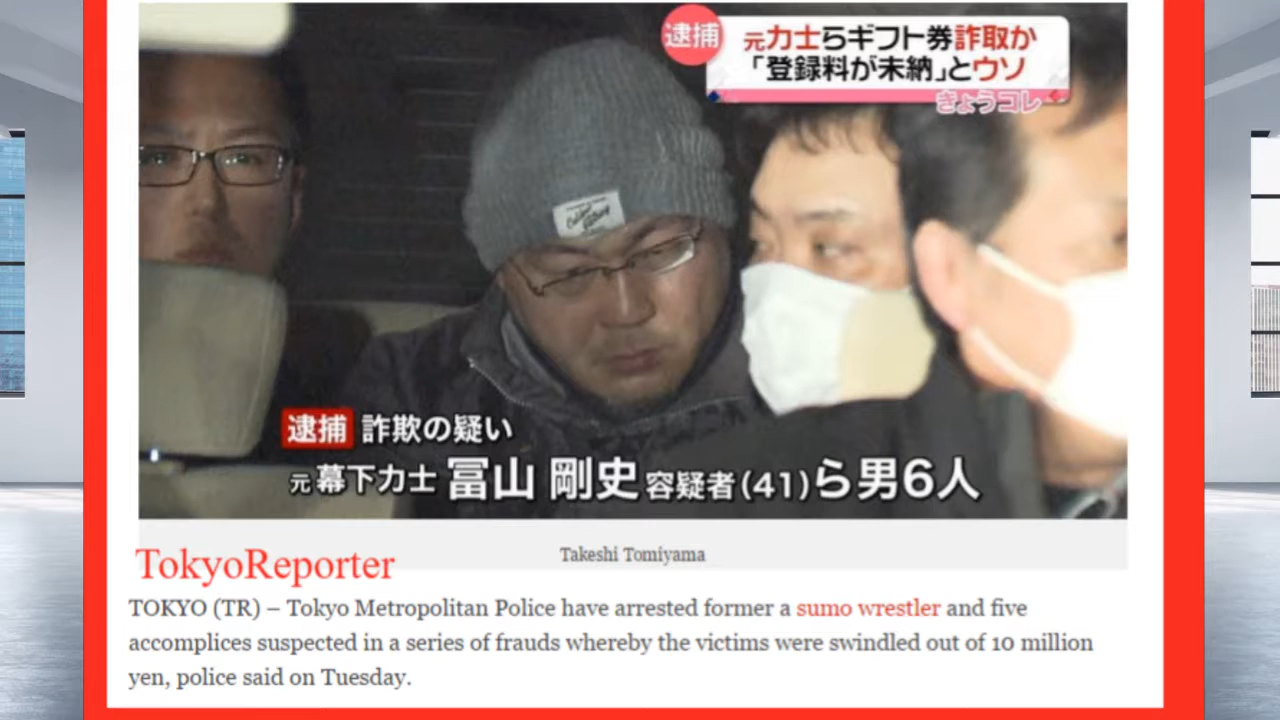 逮捕
元力士らギフト券詐取か
「登録料が未納」とウソ
きょうコレ
逮捕 詐欺の疑い
元幕下力士 冨山 剛史容疑者(41)ら男6人
Takeshi Tomiyama
TokyoReporter
TOKYO (TR) – Tokyo Metropolitan Police have arrested former a sumo wrestler and five
accomplices suspected in a series of frauds whereby the victims were swindled out of 10 million
yen, police said on Tuesday.